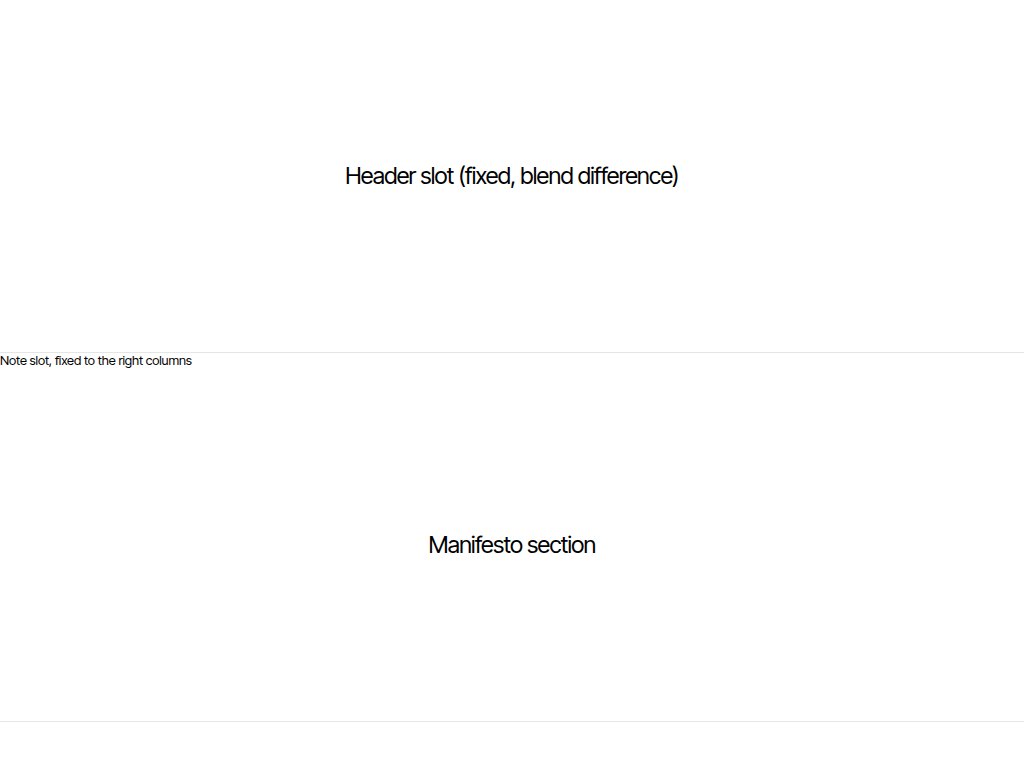 Header slot (fixed, blend difference)
Note slot, fixed to the right columns
Manifesto section